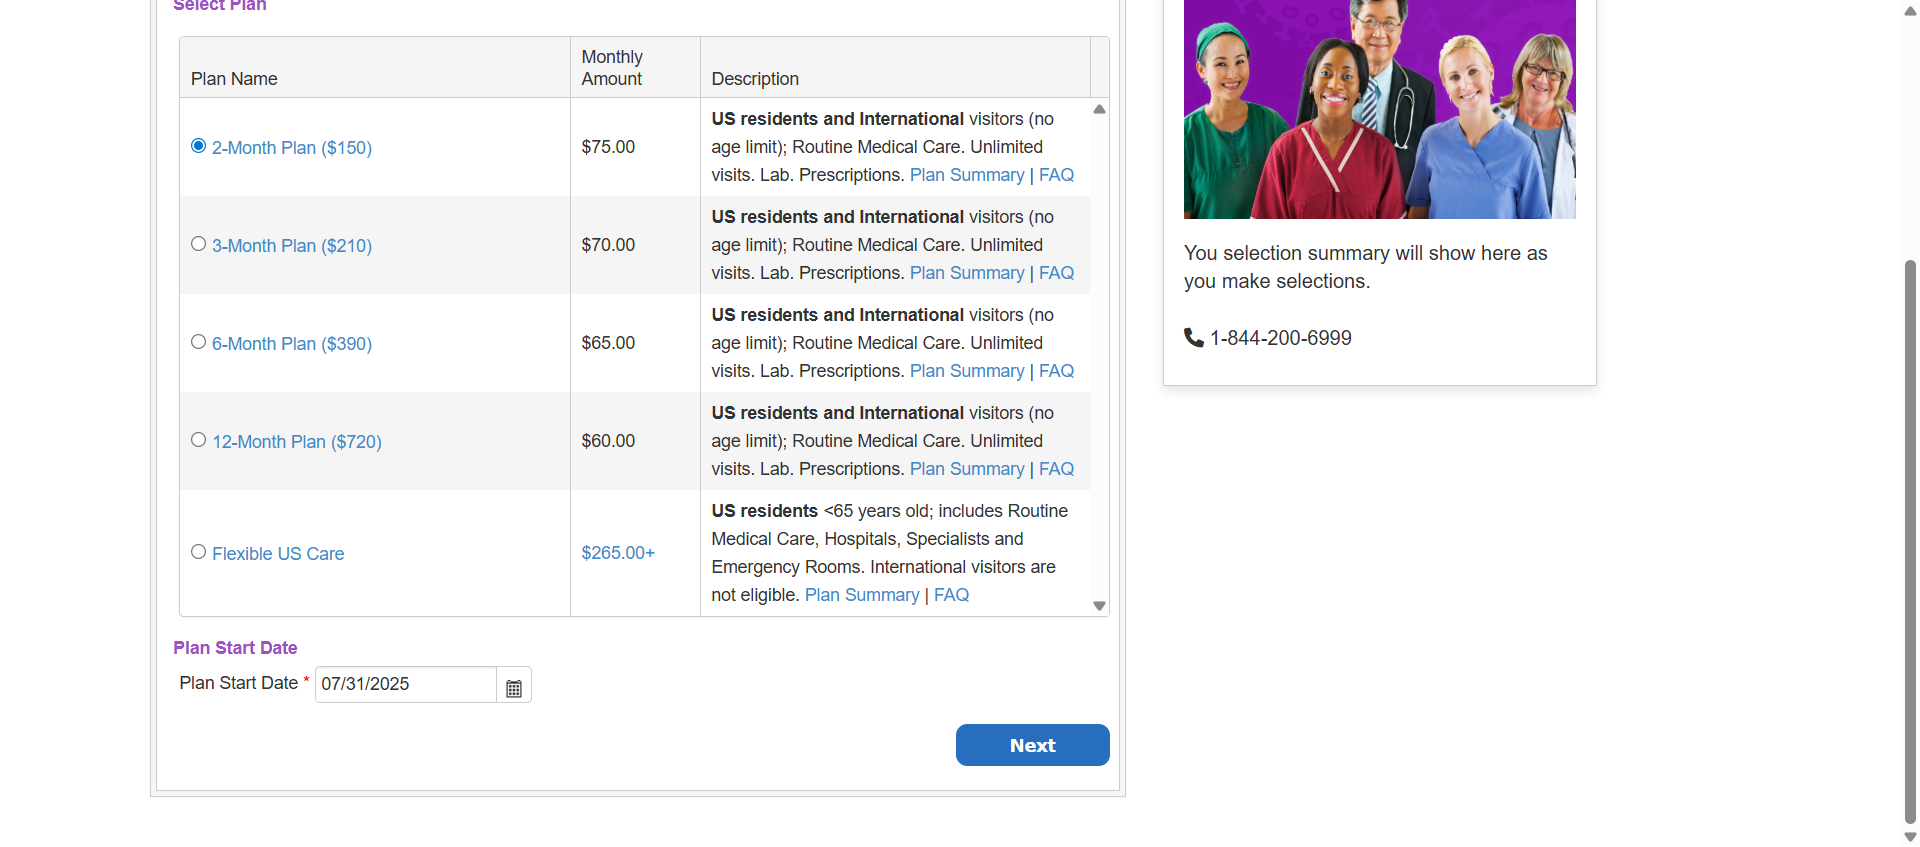 Select Plan
Plan Name
Monthly
Amount
Description
2-Month Plan ($150)
$75.00
US residents and International visitors (no
age limit); Routine Medical Care. Unlimited
visits. Lab. Prescriptions. Plan Summary | FAQ
3-Month Plan ($210)
$70.00
US residents and International visitors (no
age limit); Routine Medical Care. Unlimited
visits. Lab. Prescriptions. Plan Summary | FAQ
6-Month Plan ($390)
$65.00
US residents and International visitors (no
age limit); Routine Medical Care. Unlimited
visits. Lab. Prescriptions. Plan Summary | FAQ
12-Month Plan ($720)
$60.00
US residents and International visitors (no
age limit); Routine Medical Care. Unlimited
visits. Lab. Prescriptions. Plan Summary | FAQ
Flexible US Care
$265.00+
US residents <65 years old; includes Routine
Medical Care, Hospitals, Specialists and
Emergency Rooms. International visitors are
not eligible. Plan Summary | FAQ
Plan Start Date
Plan Start Date * 07/31/2025
Next
You selection summary will show here as
you make selections.
1-844-200-6999